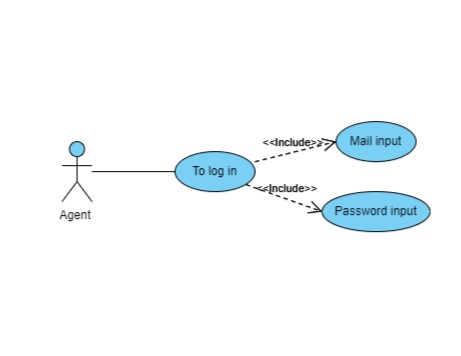 <<Include>>
Mail input
To log in
<<Include>>
Password input
Agent